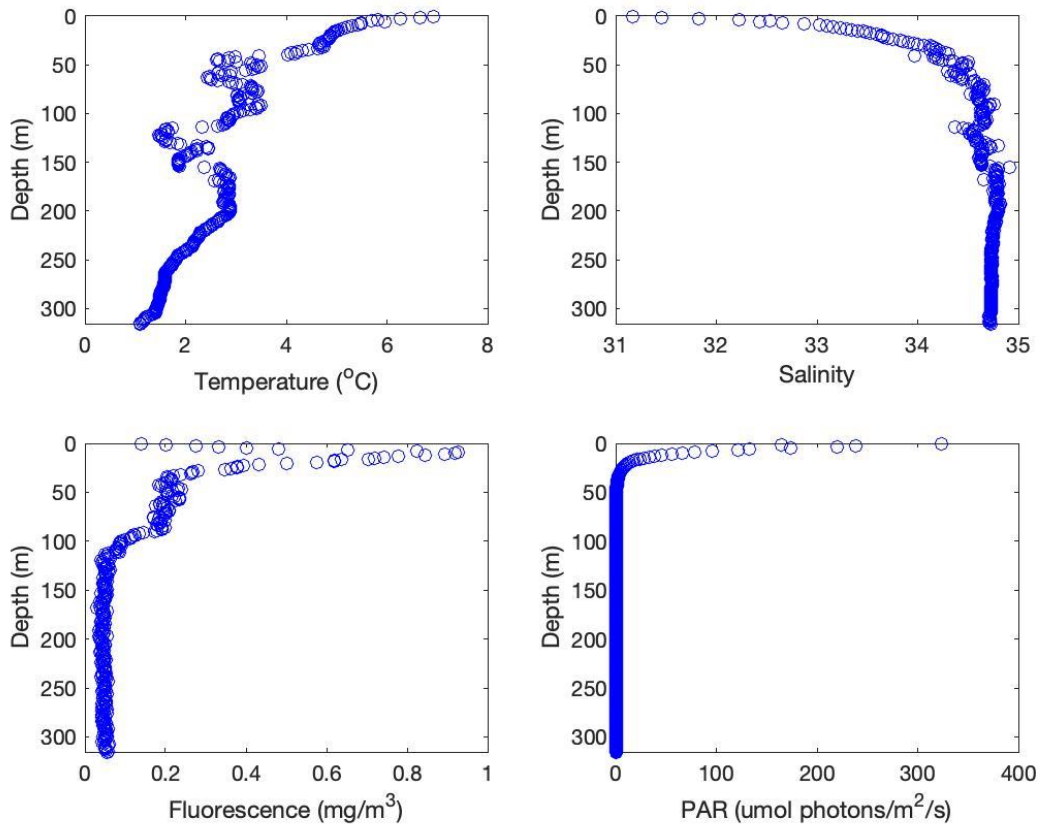 0
50
100
150
200
250
300
Depth (m)
0 2 4 6 8
Temperature (°C)
0
50
100
150
200
250
300
Depth (m)
31 32 33 34 35
Salinity
0
50
100
150
200
250
300
Depth (m)
0 0.2 0.4 0.6 0.8 1
Fluorescence (mg/m³)
0
50
100
150
200
250
300
Depth (m)
0 100 200 300 400
PAR (umol photons/m²/s)